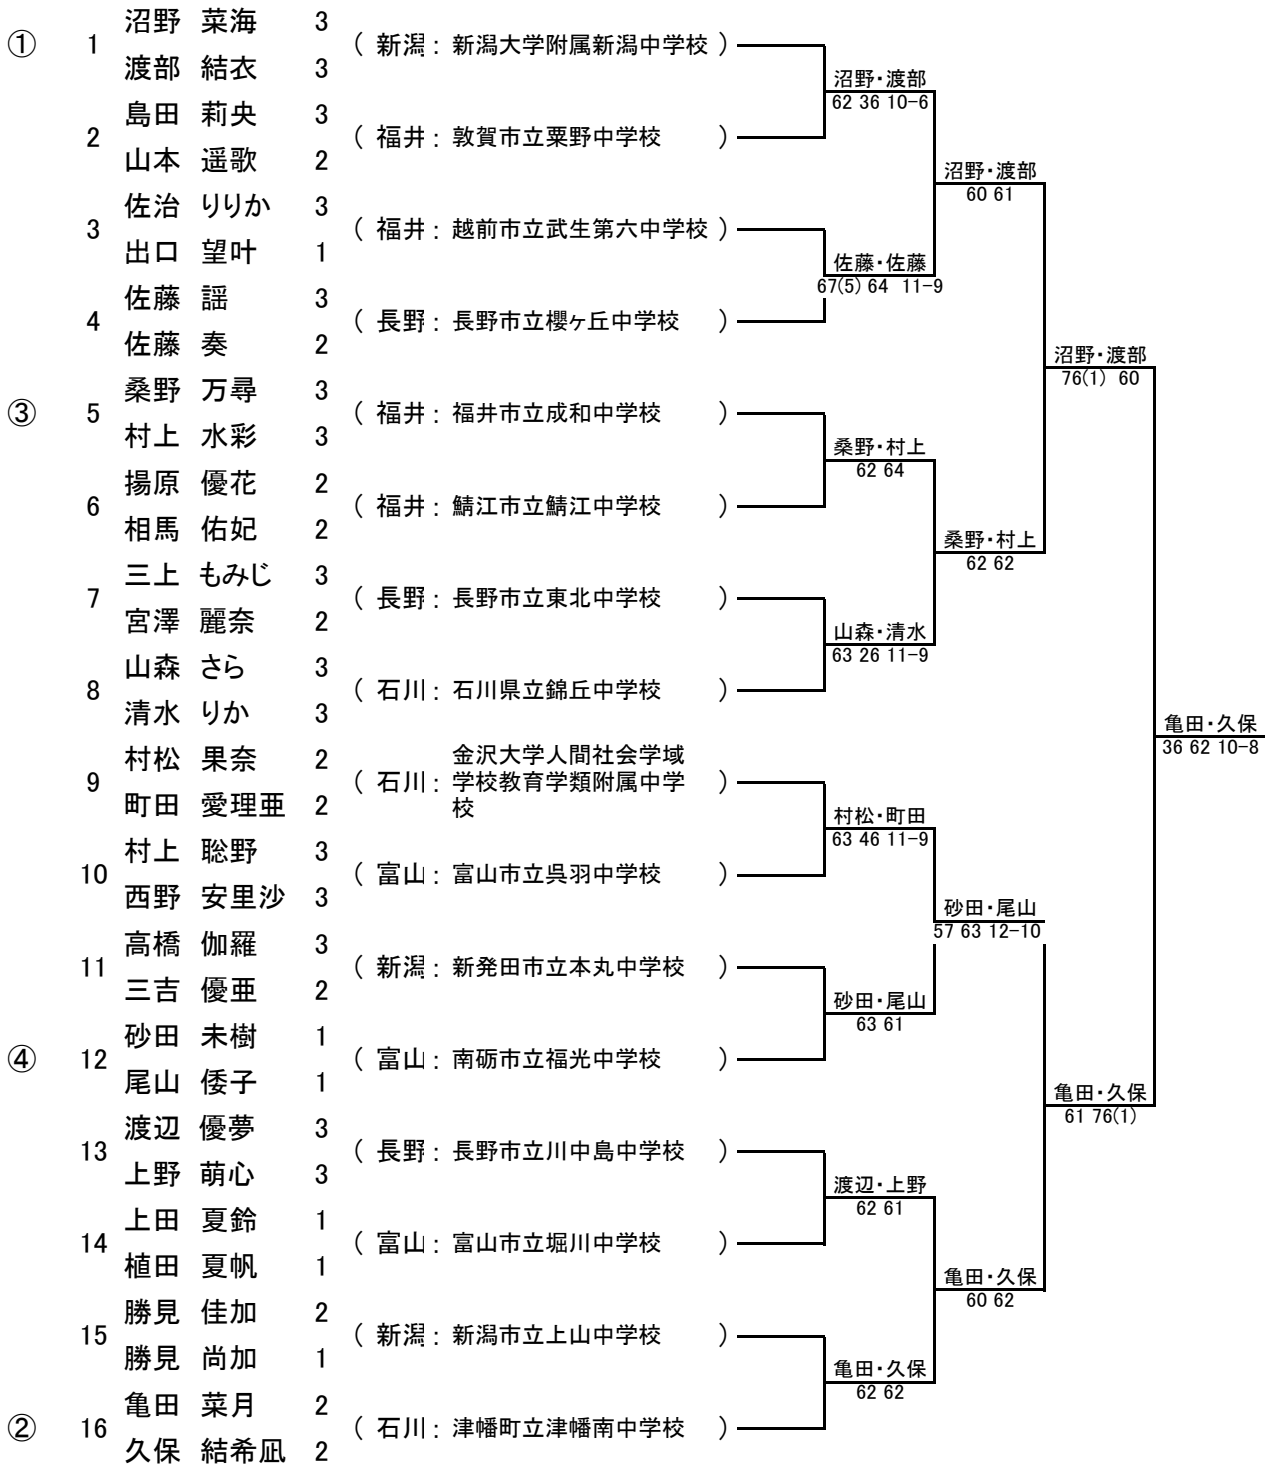 ① 1 沼野 菜海 3
渡部 結衣 3
( 新潟 : 新潟大学附属新潟中学校 )
2 島田 莉央 3
山本 遥歌 2
( 福井 : 敦賀市立粟野中学校 )
3 佐治 りりか 3
出口 望叶 1
( 福井 : 越前市立武生第六中学校 )
4 佐藤 謡 3
佐藤 奏 2
( 長野 : 長野市立櫻ヶ丘中学校 )
③ 5 桑野 万尋 3
村上 水彩 3
( 福井 : 福井市立成和中学校 )
6 揚原 優花 2
相馬 佑妃 2
( 福井 : 鯖江市立鯖江中学校 )
7 三上 もみじ 3
宮澤 麗奈 2
( 長野 : 長野市立東北中学校 )
8 山森 さら 3
清水 りか 3
( 石川 : 石川県立錦丘中学校 )
9 村松 果奈 2
町田 愛理亜 2
( 石川 : 金沢大学人間社会学域
学校教育学類附属中学
校 )
10 村上 聡野 3
西野 安里沙 3
( 富山 : 富山市立呉羽中学校 )
11 高橋 伽羅 3
三吉 優亜 2
( 新潟 : 新発田市立本丸中学校 )
④ 12 砂田 未樹 1
尾山 倭子 1
( 富山 : 南砺市立福光中学校 )
13 渡辺 優夢 3
上野 萌心 3
( 長野 : 長野市立川中島中学校 )
14 上田 夏鈴 1
植田 夏帆 1
( 富山 : 富山市立堀川中学校 )
15 勝見 佳加 2
勝見 尚加 1
( 新潟 : 新潟市立上山中学校 )
② 16 亀田 菜月 2
久保 結希凪 2
( 石川 : 津幡町立津幡南中学校 )
沼野・渡部
62 36 10-6
佐藤・佐藤
67(5) 64 11-9
桑野・村上
62 64
山森・清水
63 26 11-9
村松・町田
63 46 11-9
砂田・尾山
63 61
渡辺・上野
62 61
亀田・久保
62 62
沼野・渡部
60 61
桑野・村上
62 62
砂田・尾山
57 63 12-10
亀田・久保
60 62
沼野・渡部
76(1) 60
亀田・久保
61 76(1)
亀田・久保
36 62 10-8